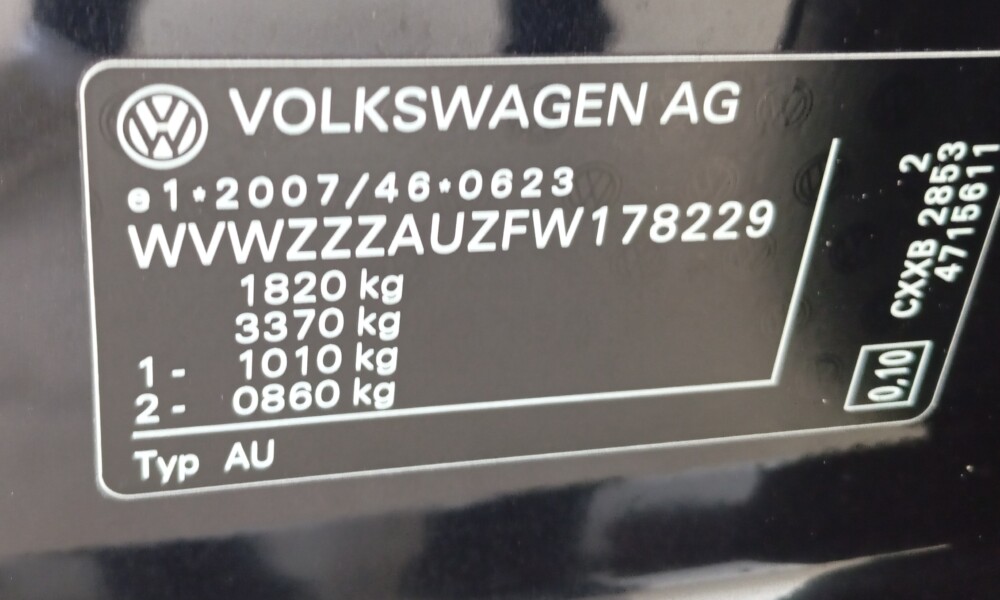 VOLKSWAGEN AG
e1*2007/46*0623
WVWZZZAUZFW178229
1820 kg
3370 kg
1 - 1010 kg
2 - 0860 kg
Typ AU
2
CXXB 2853
4715611
0,10